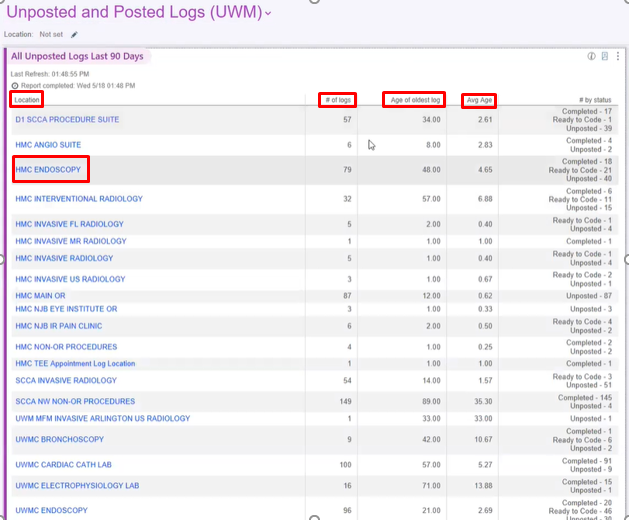 Unposted and Posted Logs (UWM)
Location: Not set
All Unposted Logs Last 90 Days
Last Refresh: 01:48:55 PM
Report completed: Wed 5/18 01:48 PM
Location # of logs Age of oldest log Avg Age # by status
D1 SCCA PROCEDURE SUITE 57 34.00 2.61 Completed - 17
Ready to Code - 1
Unposted - 39
HMC ANGIO SUITE 6 8.00 2.83 Completed - 4
Unposted - 2
HMC ENDOSCOPY 79 48.00 4.65 Completed - 18
Ready to Code - 21
Unposted - 40
HMC INTERVENTIONAL RADIOLOGY 32 57.00 6.88 Completed - 6
Ready to Code - 11
Unposted - 15
HMC INVASIVE FL RADIOLOGY 5 2.00 0.40 Ready to Code - 1
Unposted - 4
HMC INVASIVE MR RADIOLOGY 1 1.00 1.00 Completed - 1
HMC INVASIVE RADIOLOGY 5 1.00 0.40 Ready to Code - 1
Unposted - 4
HMC INVASIVE US RADIOLOGY 3 1.00 0.67 Ready to Code - 2
Unposted - 1
HMC MAIN OR 87 12.00 0.62 Unposted - 87
HMC NJB EYE INSTITUTE OR 3 1.00 0.33 Unposted - 3
HMC NJB IR PAIN CLINIC 6 2.00 0.50 Ready to Code - 4
Unposted - 2
HMC NON-OR PROCEDURES 4 1.00 0.25 Completed - 2
Unposted - 2
HMC TEE Appointment Log Location 1 1.00 1.00 Completed - 1
SCCA INVASIVE RADIOLOGY 54 14.00 1.57 Ready to Code - 3
Unposted - 51
SCCA NW NON-OR PROCEDURES 149 89.00 35.30 Completed - 145
Unposted - 4
UWM MFM INVASIVE ARLINGTON US RADIOLOGY 1 33.00 33.00 Unposted - 1
UWMC BRONCHOSCOPY 9 42.00 10.67 Completed - 1
Ready to Code - 6
Unposted - 2
UWMC CARDIAC CATH LAB 100 57.00 5.27 Completed - 91
Unposted - 9
UWMC ELECTROPHYSIOLOGY LAB 16 71.00 13.88 Completed - 15
Unposted - 1
UWMC ENDOSCOPY 96 21.00 2.69 Completed - 20
Ready to Code - 46